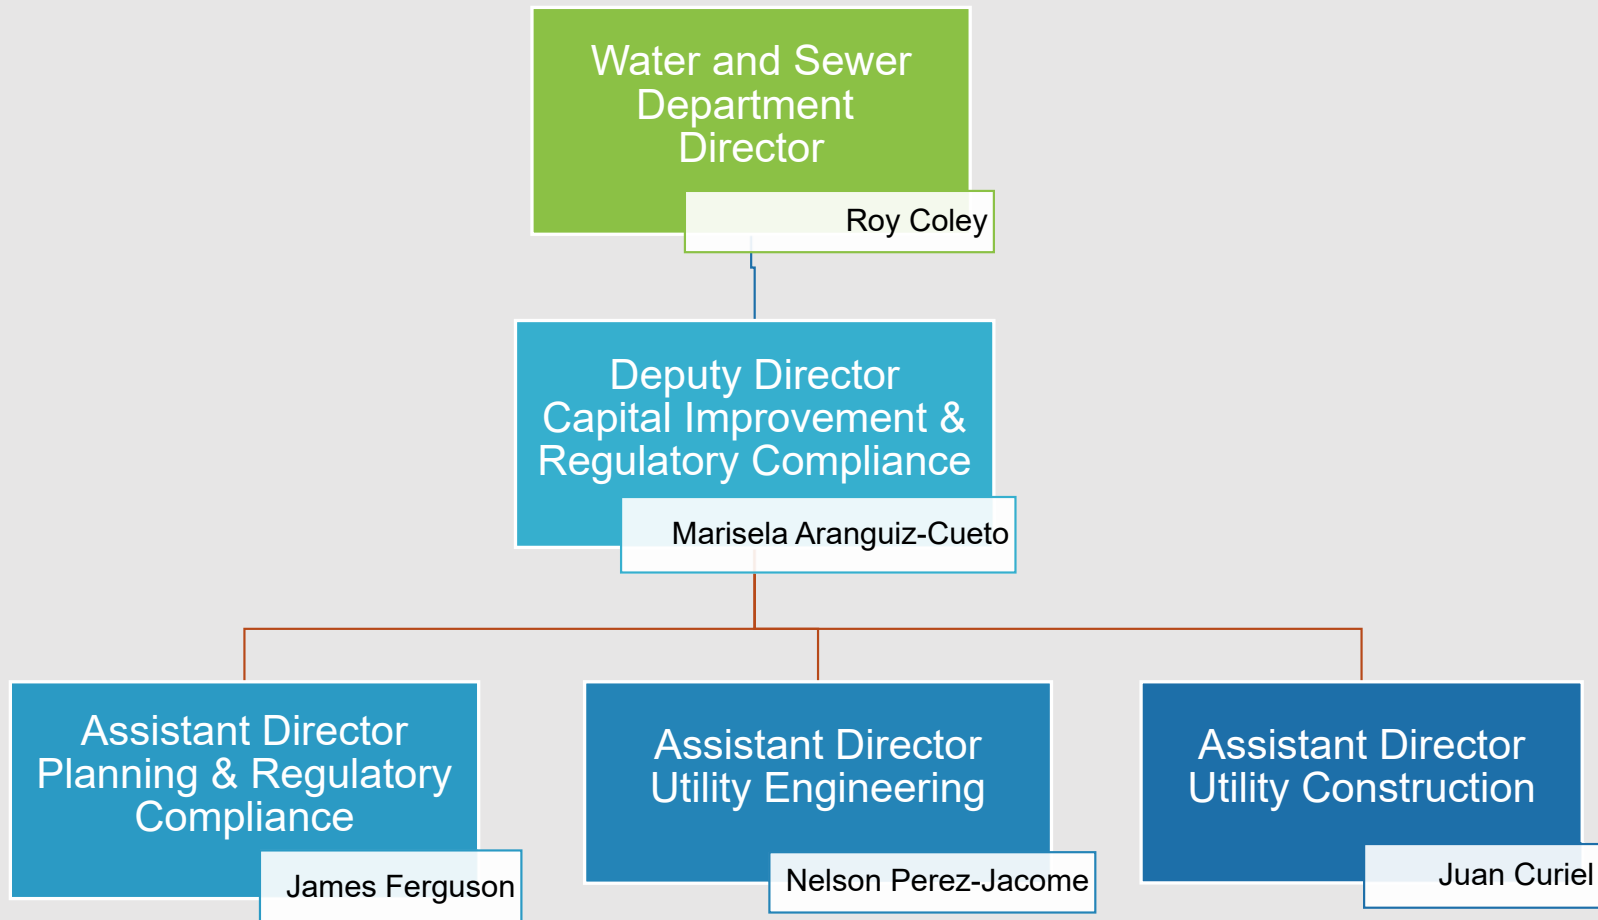 Water and Sewer
Department
Director
Roy Coley
Deputy Director
Capital Improvement &
Regulatory Compliance
Marisela Aranguiz-Cueto
Assistant Director
Planning & Regulatory
Compliance
James Ferguson
Assistant Director
Utility Engineering
Nelson Perez-Jacome
Assistant Director
Utility Construction
Juan Curiel